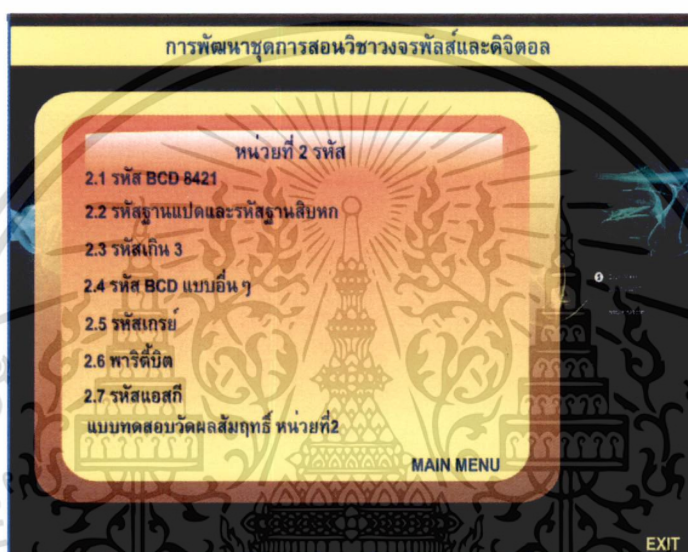 การพัฒนาชุดการสอนวิชาวงจรพัลส์และดิจิตอล
หน่วยที่ 2 รหัส
2.1 รหัส BCD 8421
2.2 รหัสฐานแปดและรหัสฐานสิบหก
2.3 รหัสเกิน 3
2.4 รหัส BCD แบบอื่น ๆ
2.5 รหัสเกรย์
2.6 พาริตี้บิต
2.7 รหัสแอสกี
แบบทดสอบวัดผลสัมฤทธิ์ หน่วยที่2
MAIN MENU
EXIT